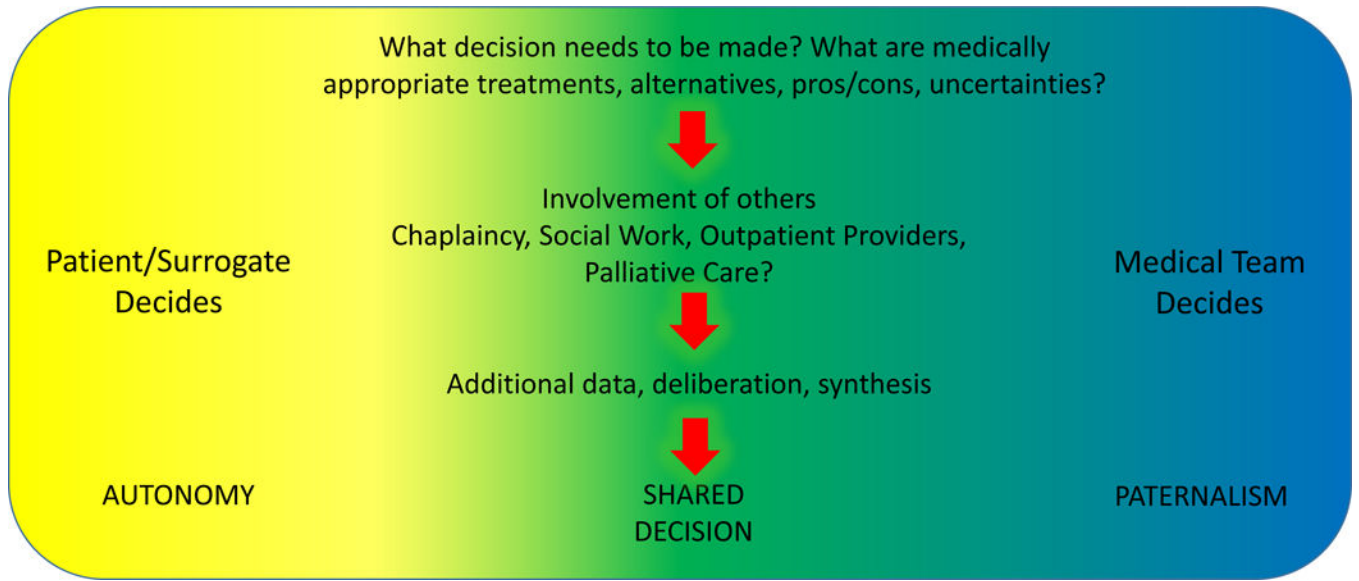 What decision needs to be made? What are medically
appropriate treatments, alternatives, pros/cons, uncertainties?
Involvement of others
Chaplaincy, Social Work, Outpatient Providers,
Palliative Care?
Patient/Surrogate
Decides
Medical Team
Decides
Additional data, deliberation, synthesis
AUTONOMY
SHARED
DECISION
PATERNALISM